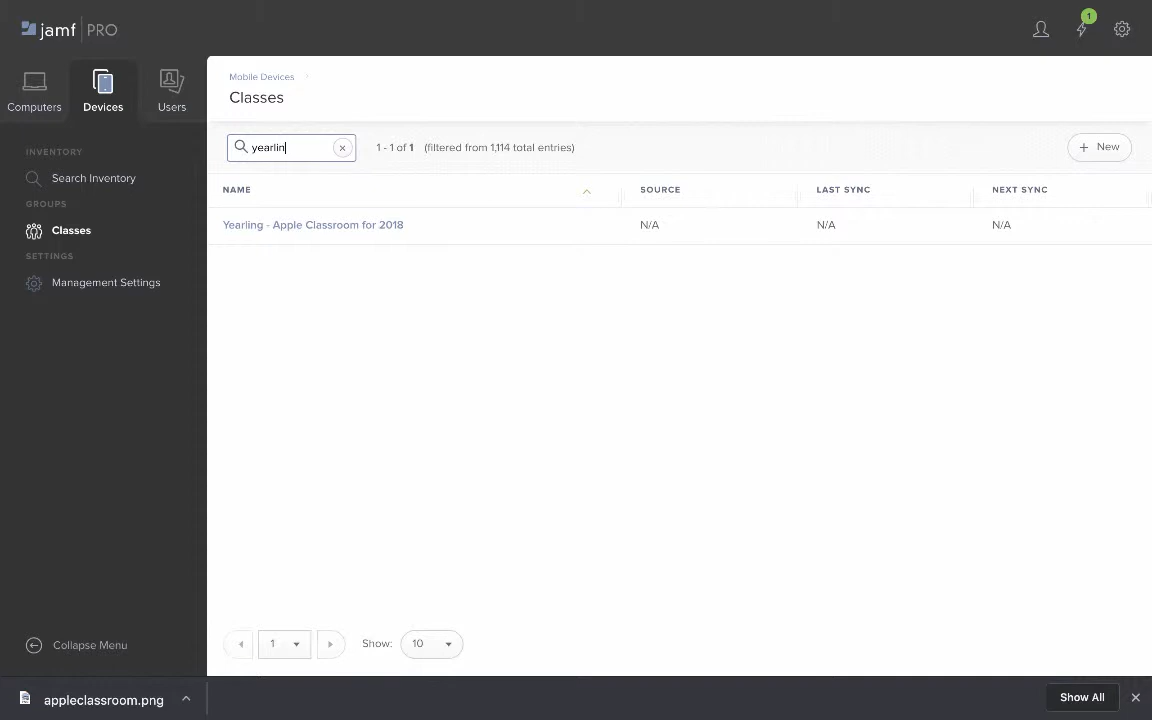 jamf PRO
1
Computers
Devices
Users
INVENTORY
Search Inventory
GROUPS
Classes
SETTINGS
Management Settings
Collapse Menu
Mobile Devices
Classes
yearlin
1 - 1 of 1 (filtered from 1,114 total entries)
+ New
NAME SOURCE LAST SYNC NEXT SYNC
Yearling - Apple Classroom for 2018 N/A N/A N/A
1 Show: 10
appleclassroom.png
Show All